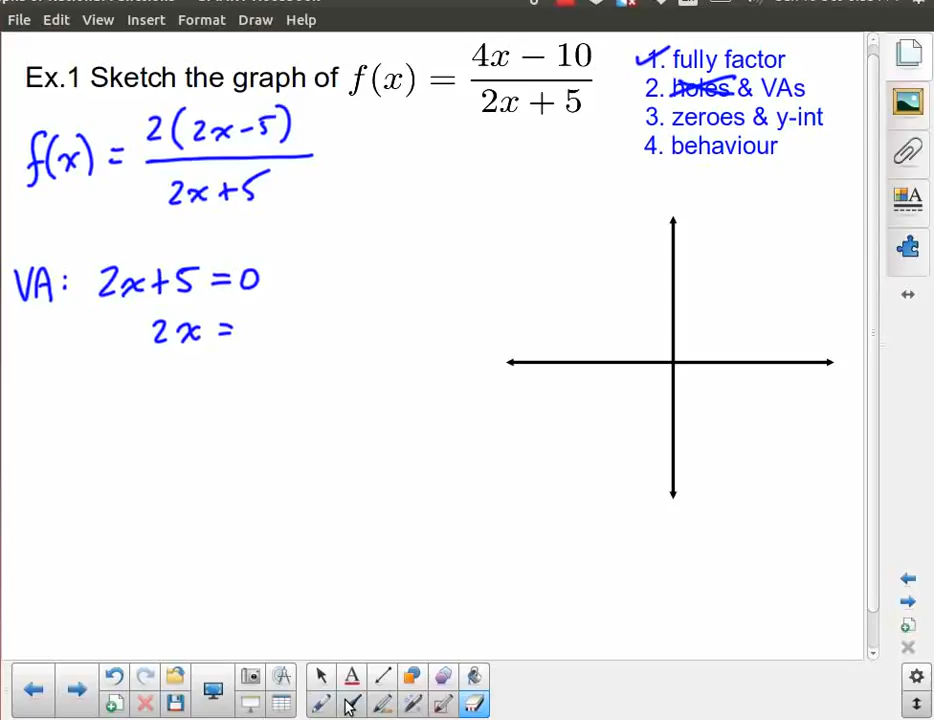 File Edit View Insert Format Draw Help
Ex.1 Sketch the graph of f(x) = (4x − 10)/(2x + 5)
1. fully factor
2. holes & VAs
3. zeroes & y-int
4. behaviour
f(x) = 2(2x-5)/(2x+5)
VA: 2x+5=0
2x =